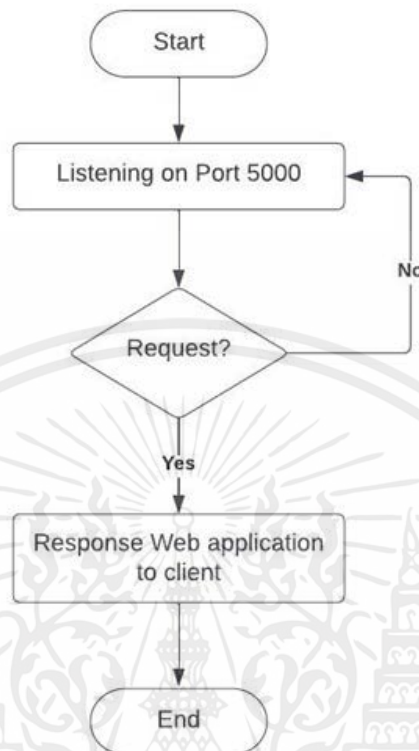 Start
Listening on Port 5000
No
Request?
Yes
Response Web application
to client
End